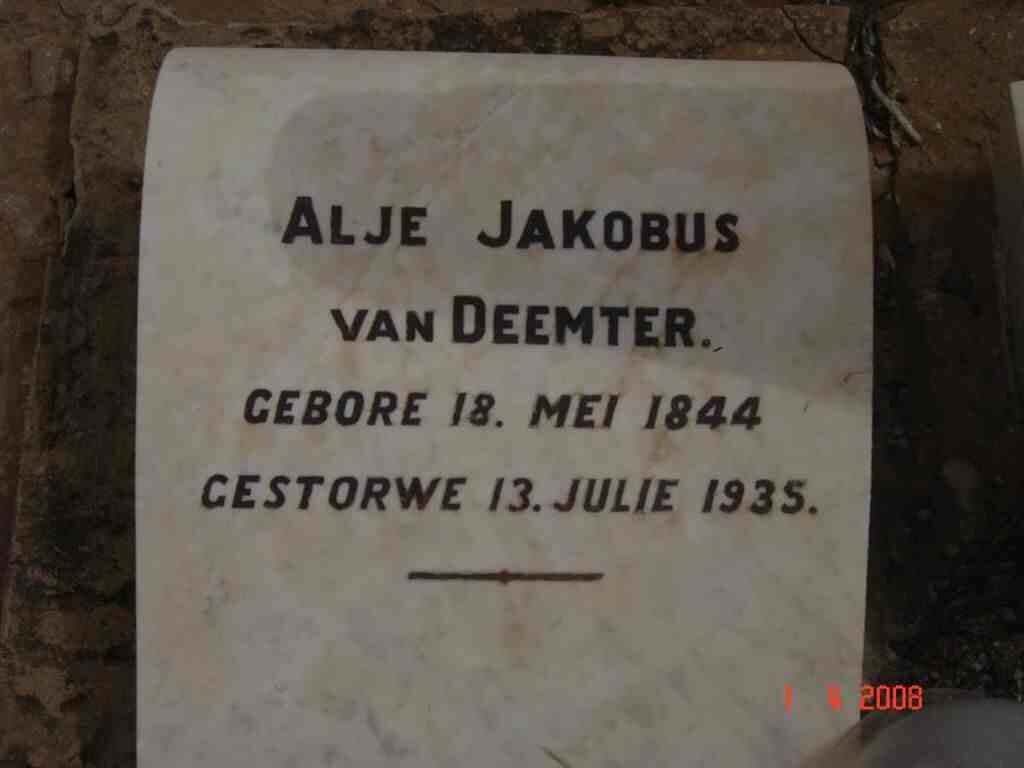 ALJE JAKOBUS
VAN DEEMTER.
GEBORE 18. MEI 1844
GESTORWE 13. JULIE 1935.
1 4 2008